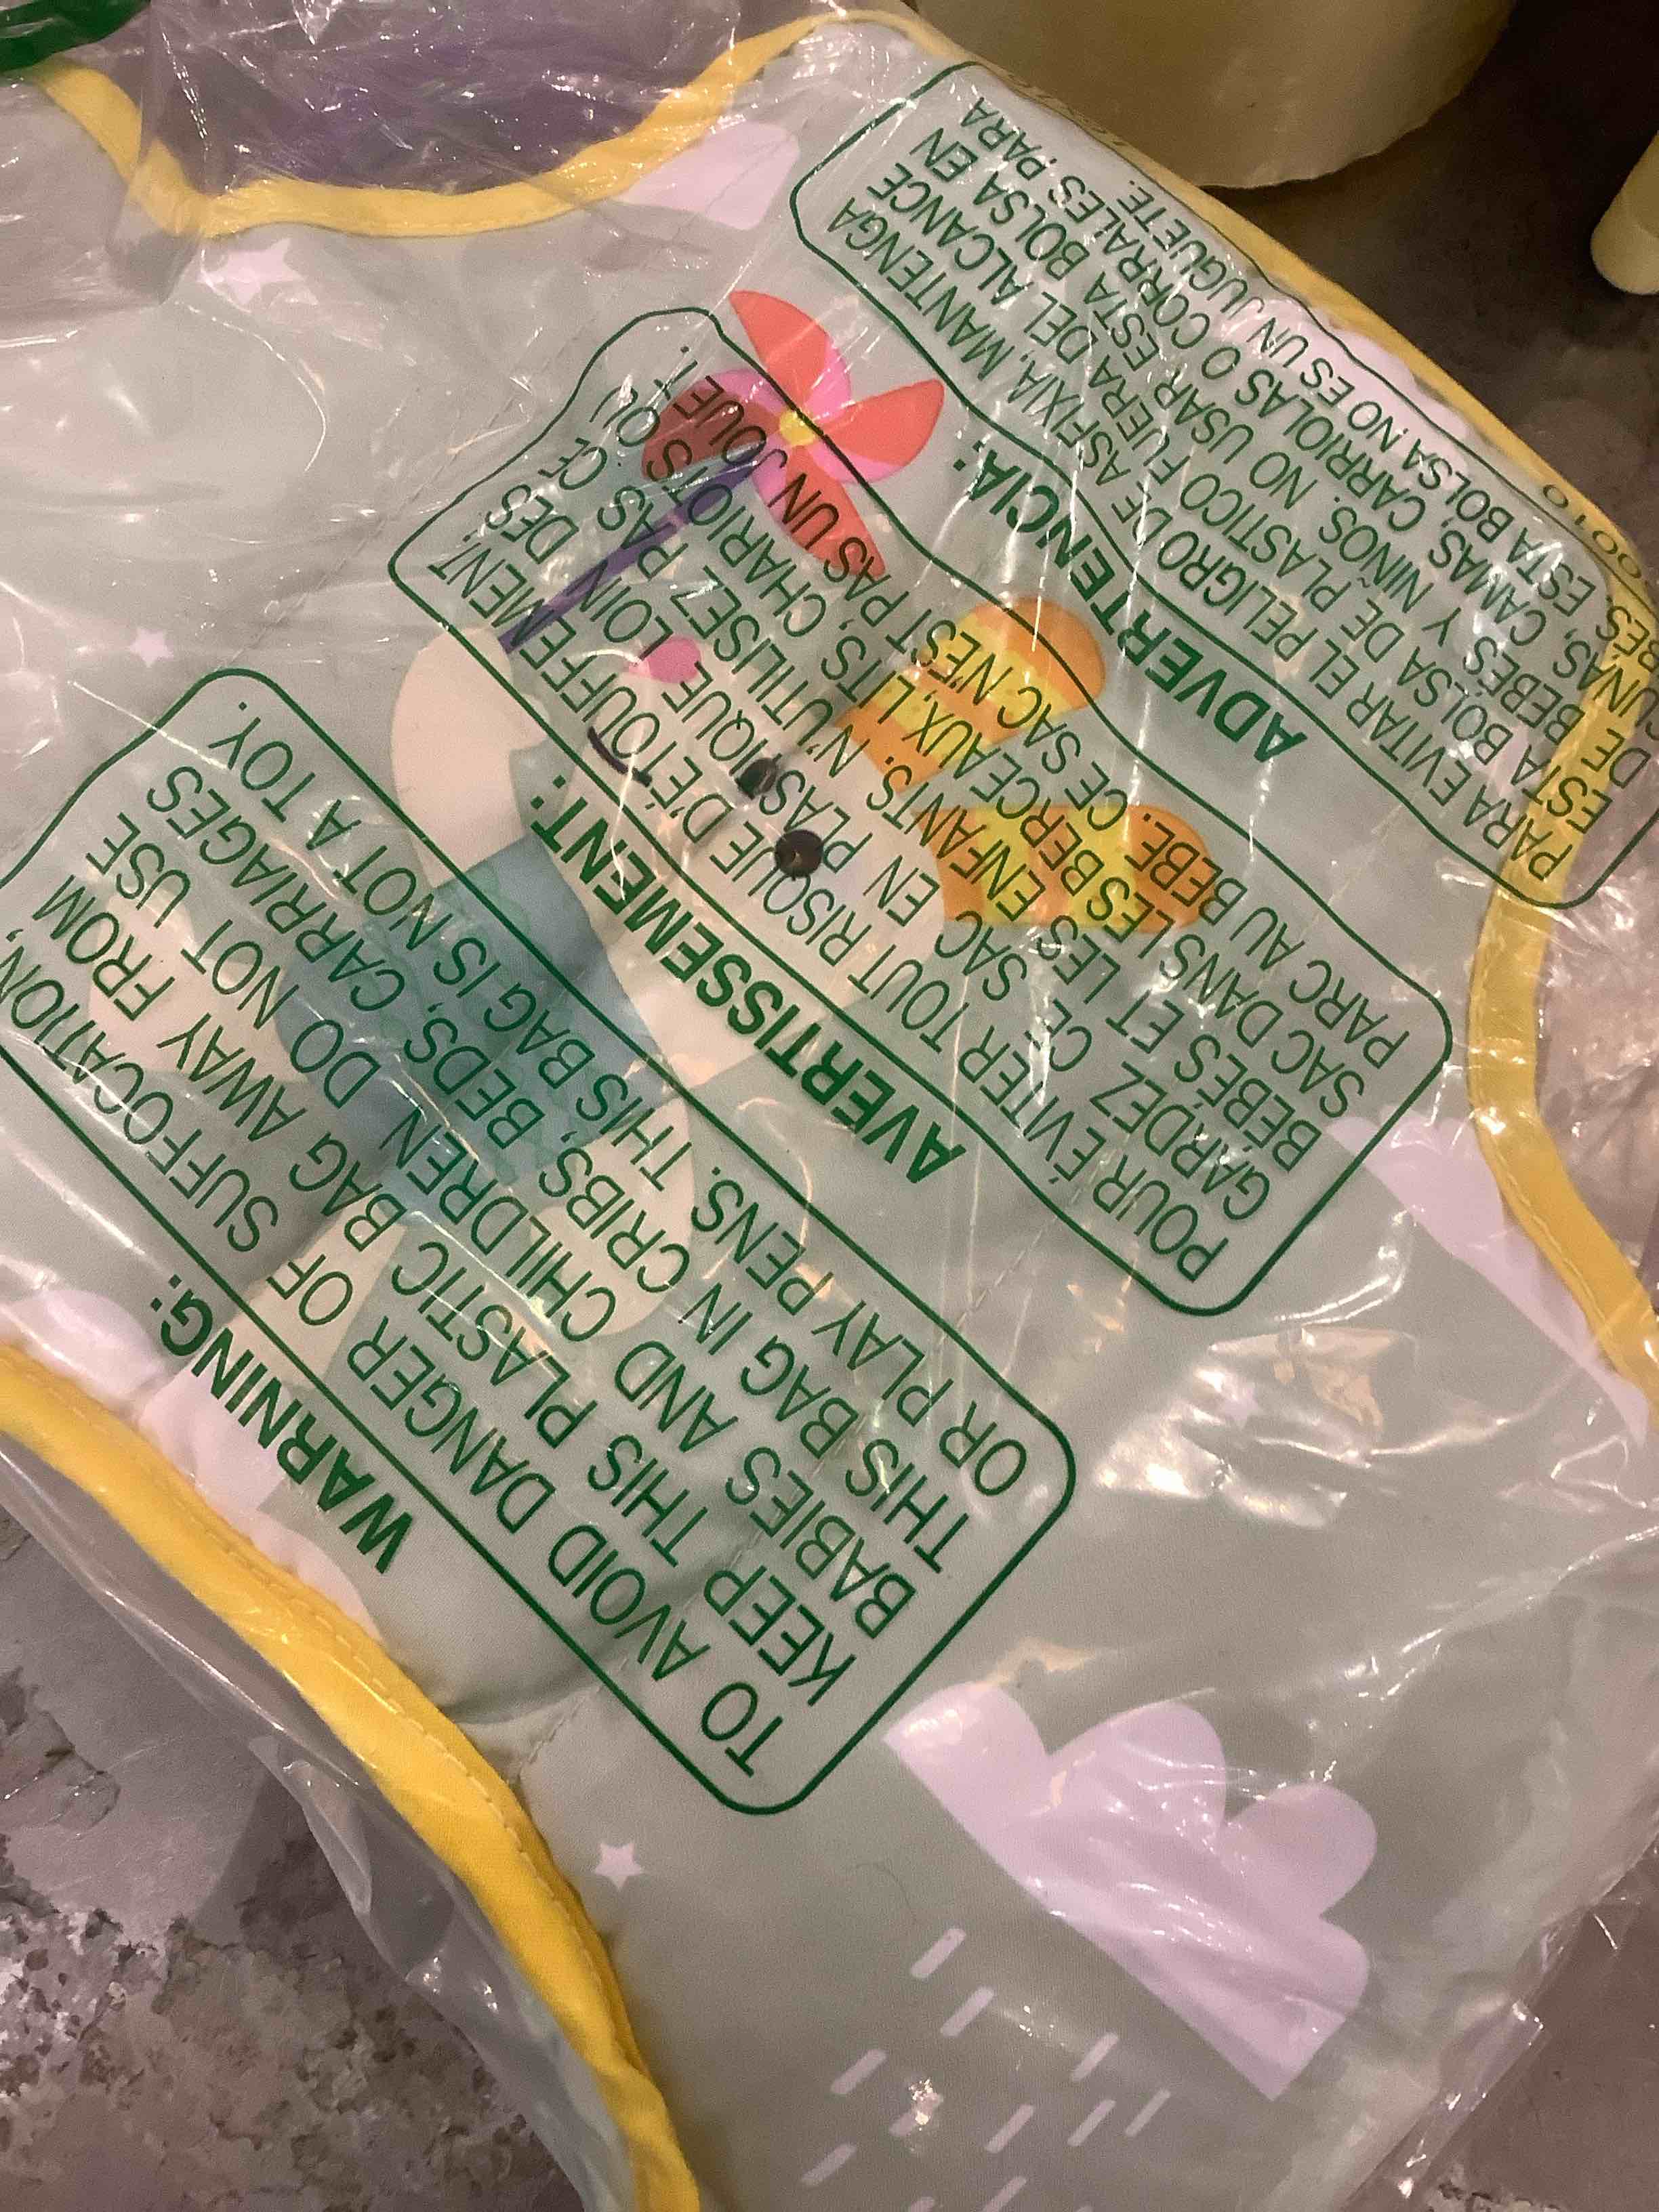 WARNING:
TO AVOID DANGER OF SUFFOCATION,
KEEP THIS PLASTIC BAG AWAY FROM
BABIES AND CHILDREN. DO NOT USE
THIS BAG IN CRIBS, BEDS, CARRIAGES
OR PLAY PENS. THIS BAG IS NOT A TOY.
AVERTISSEMENT:
POUR ÉVITER TOUT RISQUE D'ÉTOUFFEMENT,
GARDEZ CE SAC EN PLASTIQUE LOIN DES
BÉBÉS ET LES ENFANTS. N'UTILISEZ PAS CE
SAC DANS LES BERCEAUX, LITS, CHARIOTS OU
PARC AU BEBE. CE SAC N'EST PAS UN JOUET.
ADVERTENCIA:
PARA EVITAR EL PELIGRO DE ASFIXIA, MANTENGA
ESTA BOLSA DE PLASTICO FUERA DEL ALCANCE
DE BEBÉS Y NIÑOS. NO USAR ESTA BOLSA EN
CUNAS, CAMAS, CARRIOLAS O CORRALES PARA
BEBÉS. ESTA BOLSA NO ES UN JUGUETE.